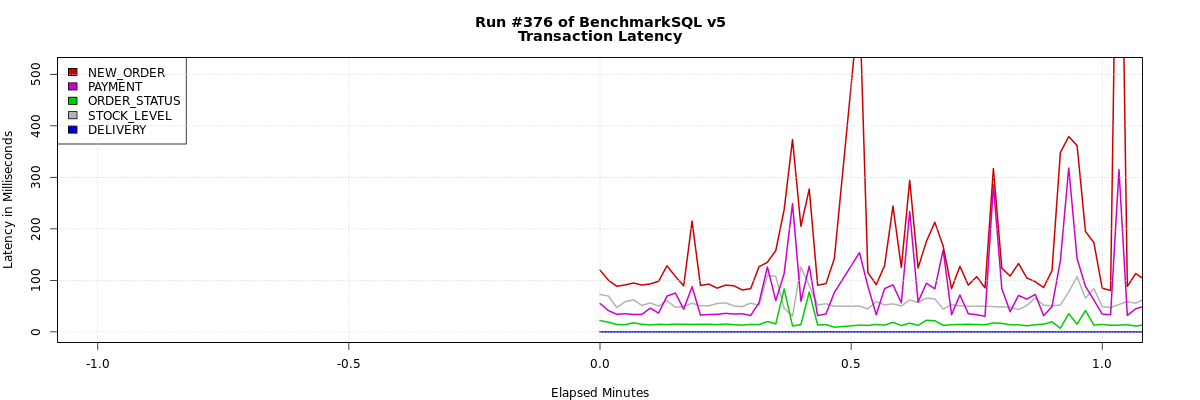 Run #376 of BenchmarkSQL v5
Transaction Latency
NEW_ORDER
PAYMENT
ORDER_STATUS
STOCK_LEVEL
DELIVERY
Latency in Milliseconds
500
400
300
200
100
0
-1.0 -0.5 0.0 0.5 1.0
Elapsed Minutes